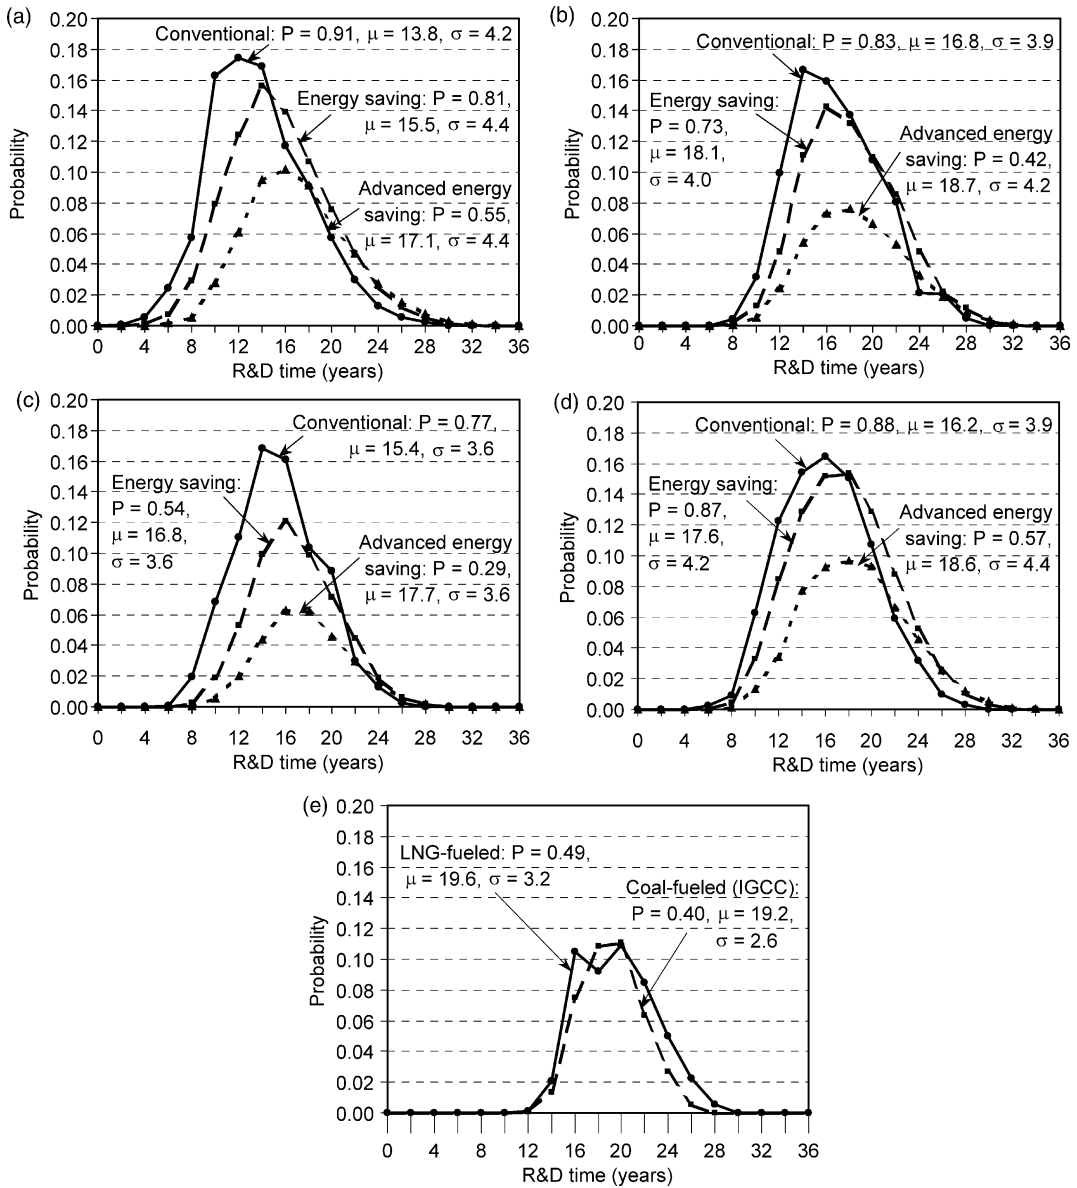 (a)
0.20
0.18
0.16
0.14
0.12
0.10
0.08
0.06
0.04
0.02
0.00
Probability
Conventional: P = 0.91, μ = 13.8, σ = 4.2
Energy saving: P = 0.81,
μ = 15.5, σ = 4.4
Advanced energy
saving: P = 0.55,
μ = 17.1, σ = 4.4
0 4 8 12 16 20 24 28 32 36
R&D time (years)
(b)
0.20
0.18
0.16
0.14
0.12
0.10
0.08
0.06
0.04
0.02
0.00
Probability
Conventional: P = 0.83, μ = 16.8, σ = 3.9
Energy saving:
P = 0.73,
μ = 18.1,
σ = 4.0
Advanced energy
saving: P = 0.42,
μ = 18.7, σ = 4.2
0 4 8 12 16 20 24 28 32 36
R&D time (years)
(c)
0.20
0.18
0.16
0.14
0.12
0.10
0.08
0.06
0.04
0.02
0.00
Probability
Conventional: P = 0.77,
μ = 15.4, σ = 3.6
Energy saving:
P = 0.54,
μ = 16.8,
σ = 3.6
Advanced energy
saving: P = 0.29,
μ = 17.7, σ = 3.6
0 4 8 12 16 20 24 28 32 36
R&D time (years)
(d)
0.20
0.18
0.16
0.14
0.12
0.10
0.08
0.06
0.04
0.02
0.00
Probability
Conventional: P = 0.88, μ = 16.2, σ = 3.9
Energy saving:
P = 0.87,
μ = 17.6,
σ = 4.2
Advanced energy
saving: P = 0.57,
μ = 18.6, σ = 4.4
0 4 8 12 16 20 24 28 32 36
R&D time (years)
(e)
0.20
0.18
0.16
0.14
0.12
0.10
0.08
0.06
0.04
0.02
0.00
Probability
LNG-fueled: P = 0.49,
μ = 19.6, σ = 3.2
Coal-fueled (IGCC):
P = 0.40, μ = 19.2,
σ = 2.6
0 4 8 12 16 20 24 28 32 36
R&D time (years)